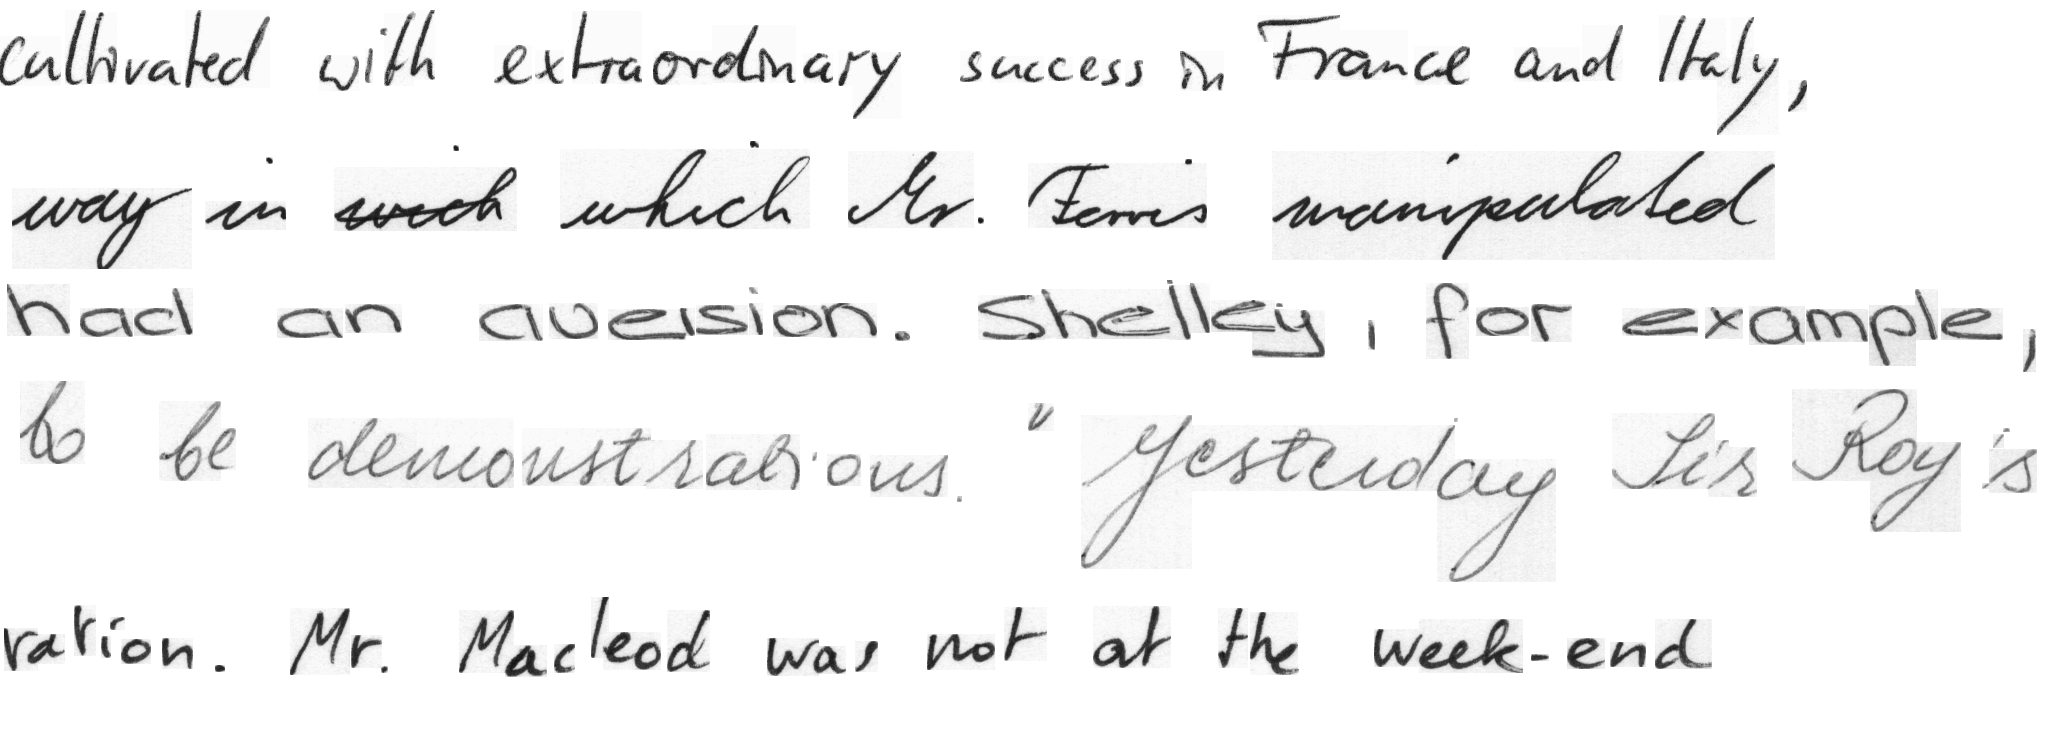 cultivated with extraordinary success in France and Italy,
way in which Mr. Ferris manipulated
had an aversion. Shelley, for example,
to be demonstrations. "Yesterday Sir Roy's
ration. Mr. Macleod was not at the week-end